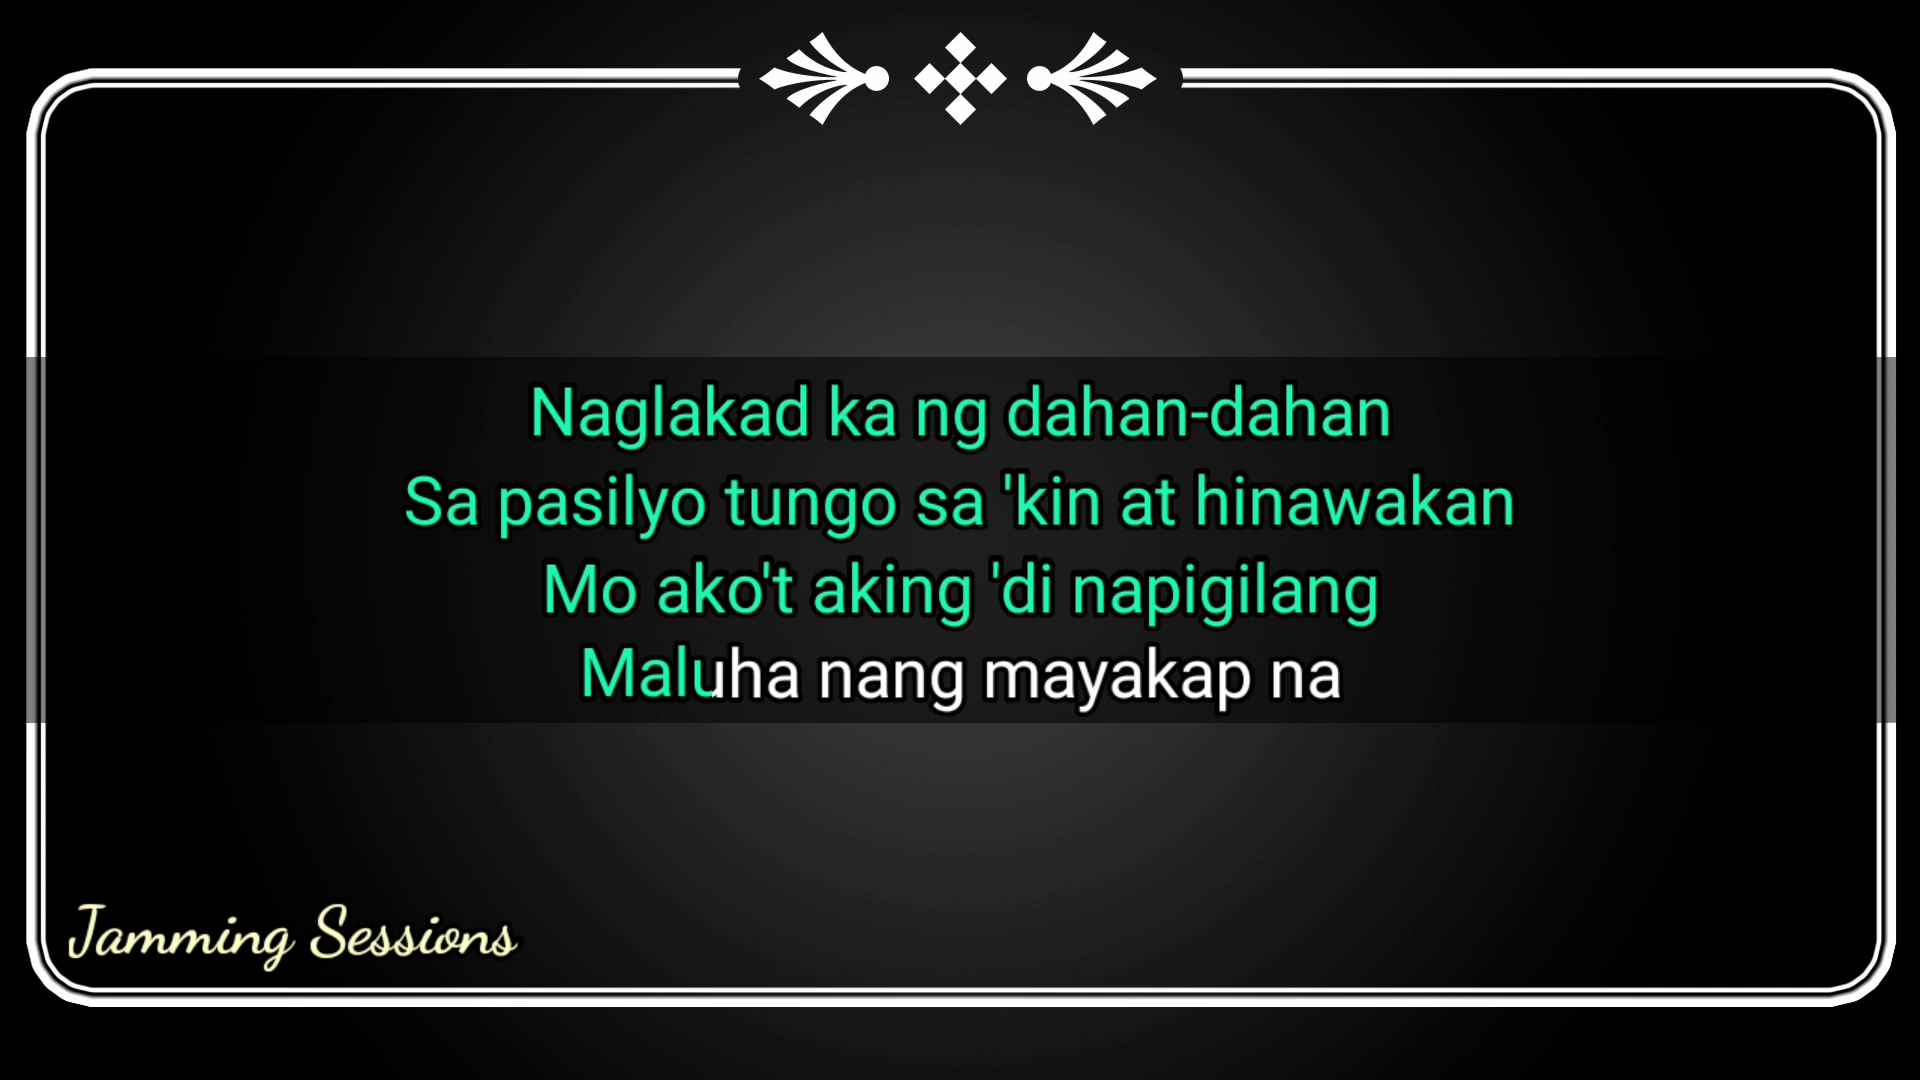 Naglakad ka ng dahan-dahan
Sa pasilyo tungo sa 'kin at hinawakan
Mo ako't aking 'di napigilang
Maluha nang mayakap na
Jamming Sessions